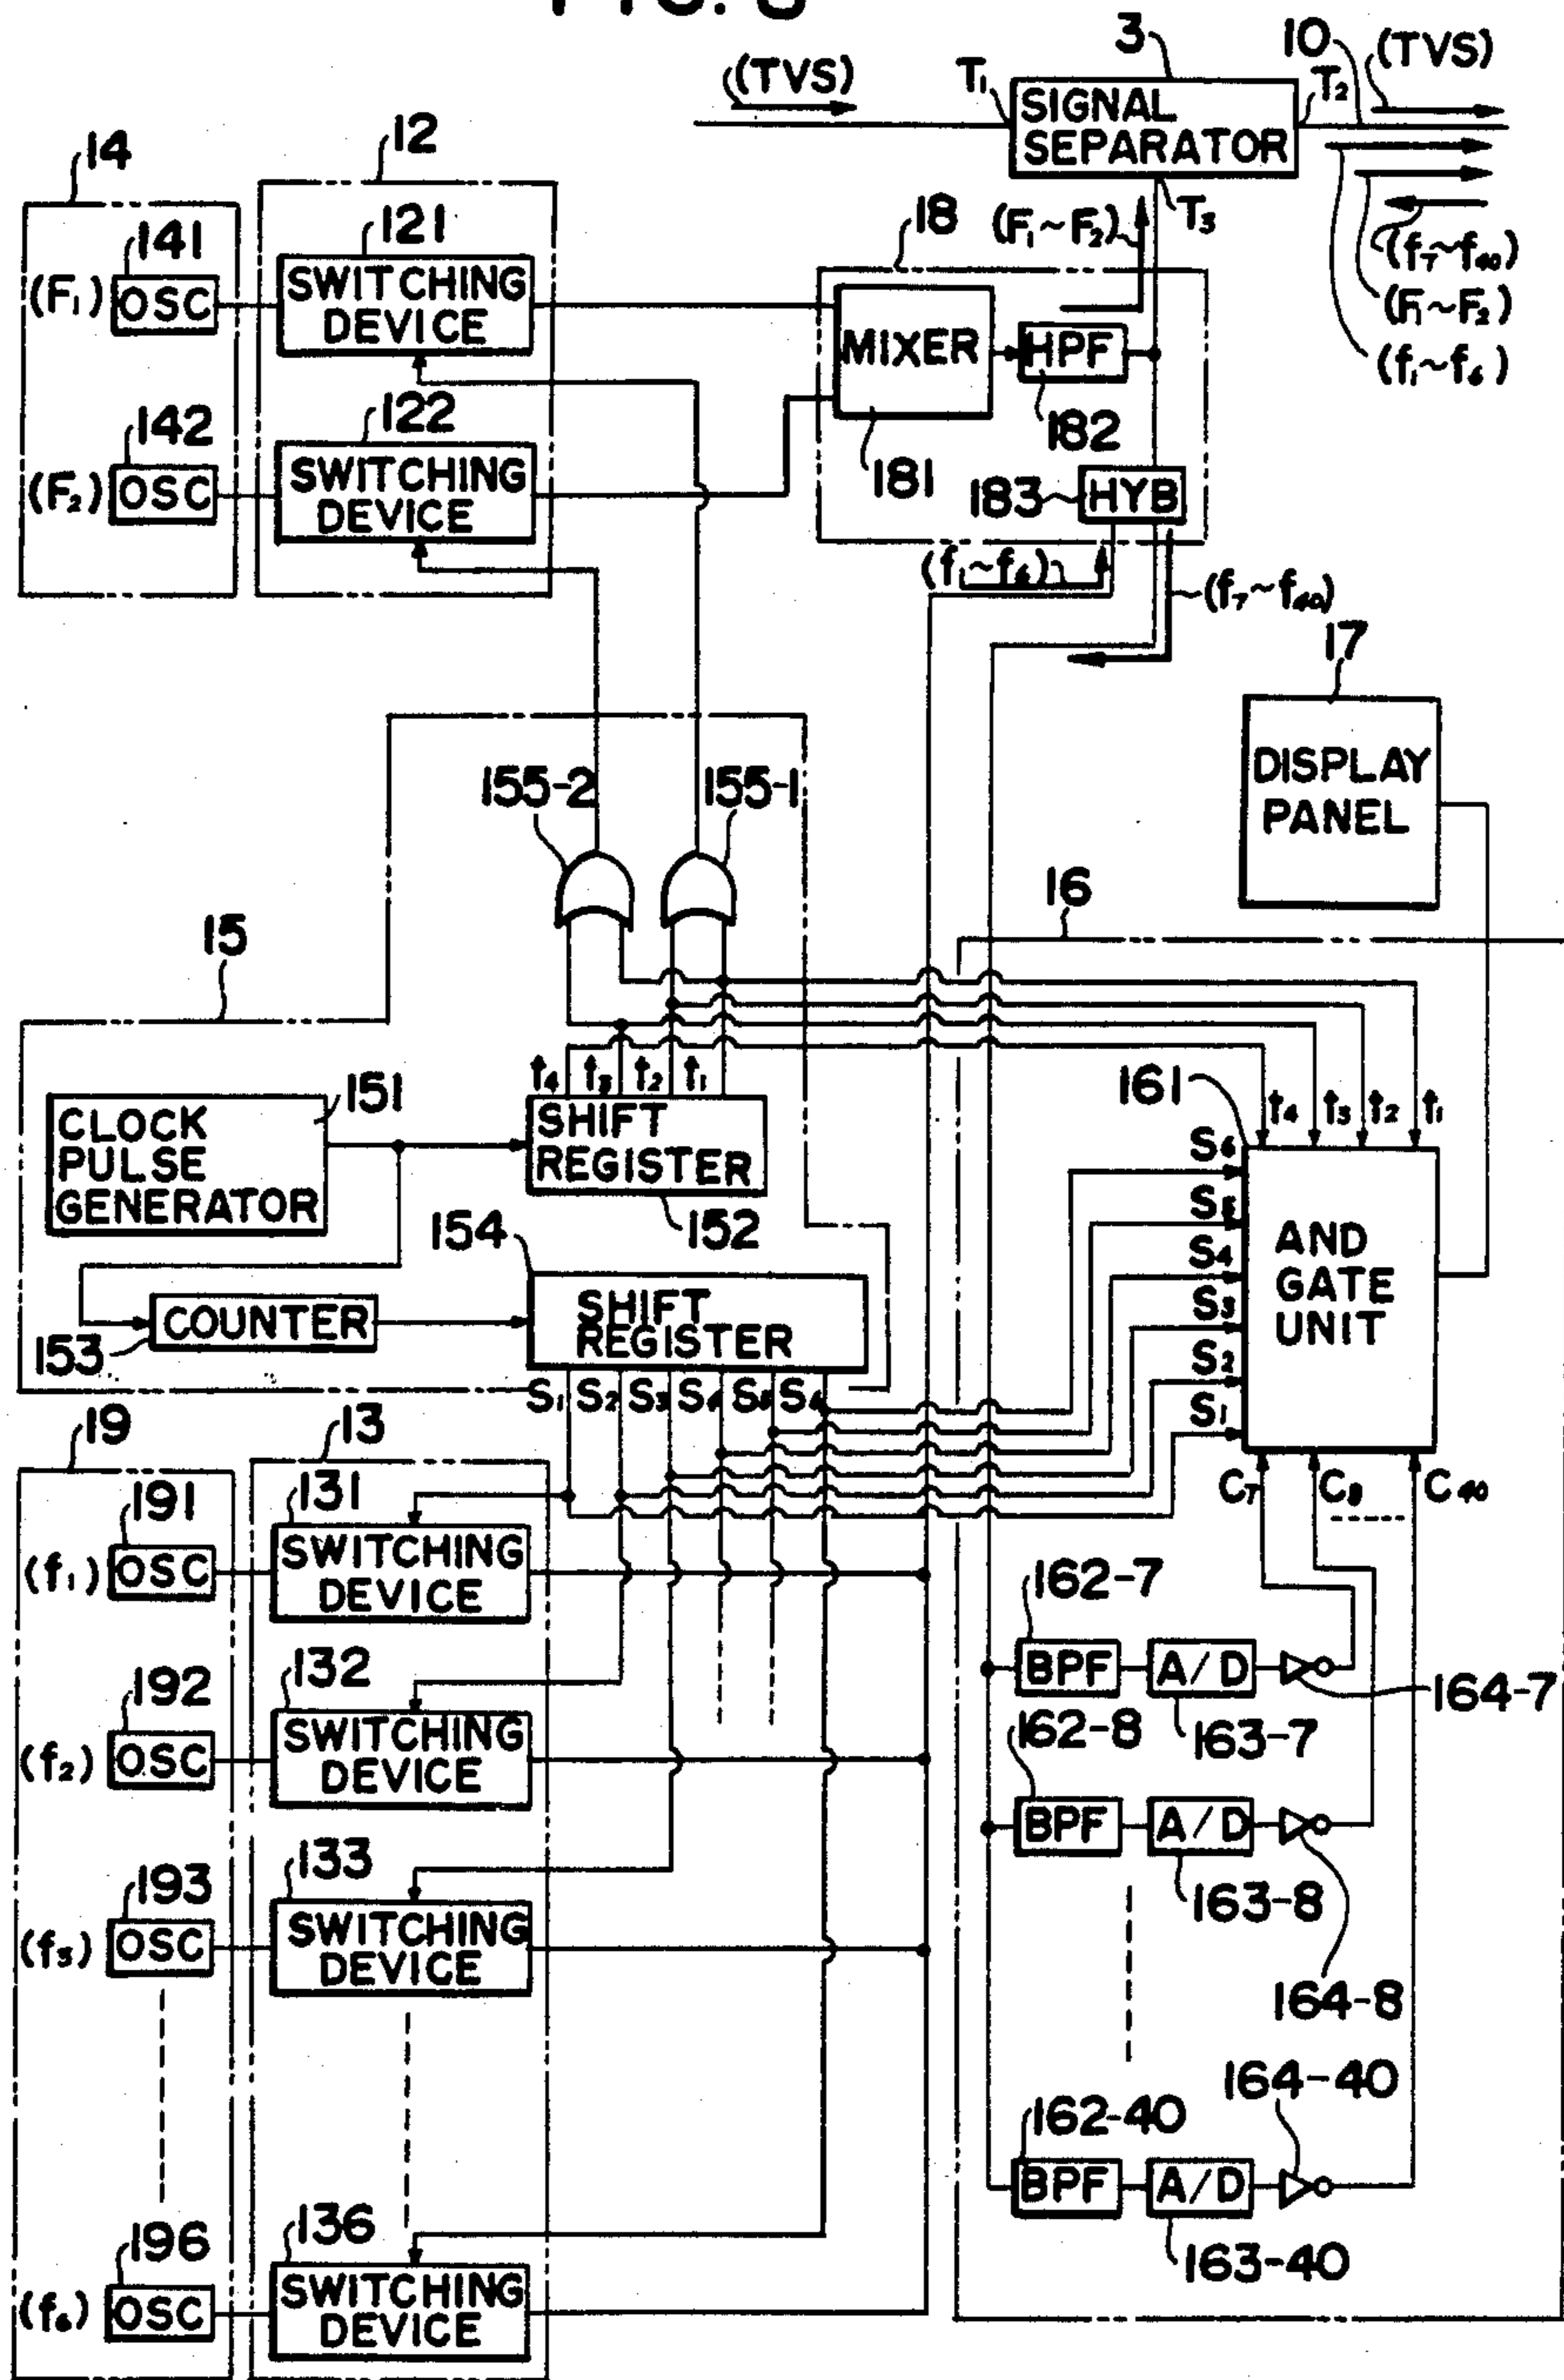 3
10
(TVS)
(TVS)
T₁
T₂
SIGNAL
SEPARATOR
T₃
14
12
18
(F₁~F₂)
(f₇~f₄₀)
(F₁~F₂)
(f₁~f₆)
141
121
(F₁)
OSC
SWITCHING
DEVICE
MIXER
HPF
182
181
142
122
(F₂)
OSC
SWITCHING
DEVICE
183
HYB
(f₁~f₆)
(f₇~f₄₀)
17
DISPLAY
PANEL
155-2
155-1
16
15
t₄ t₃ t₂ t₁
151
CLOCK
PULSE
GENERATOR
SHIFT
REGISTER
152
161
t₄ t₃ t₂ t₁
S₆
S₅
S₄
S₃
S₂
S₁
AND
GATE
UNIT
154
COUNTER
153
SHIFT
REGISTER
S₁ S₂ S₃ S₄ S₅ S₆
C₇ C₈ C₄₀
19
13
191
131
(f₁)
OSC
SWITCHING
DEVICE
162-7
BPF
A/D
164-7
163-7
192
132
(f₂)
OSC
SWITCHING
DEVICE
162-8
BPF
A/D
163-8
164-8
193
133
(f₃)
OSC
SWITCHING
DEVICE
164-40
162-40
BPF
A/D
163-40
196
136
(f₆)
OSC
SWITCHING
DEVICE